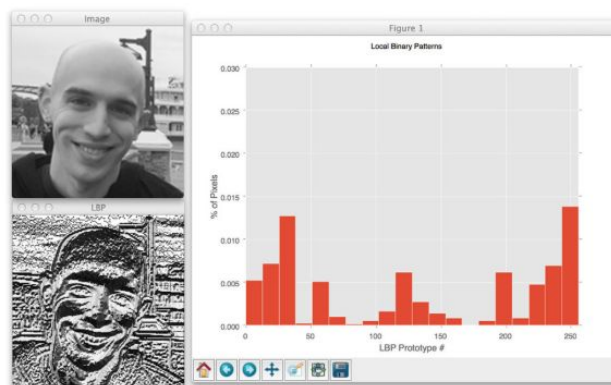 Image
LBP
Figure 1
Local Binary Patterns
% of Pixels
0.030
0.025
0.020
0.015
0.010
0.005
0.000
0 50 100 150 200 250
LBP Prototype #